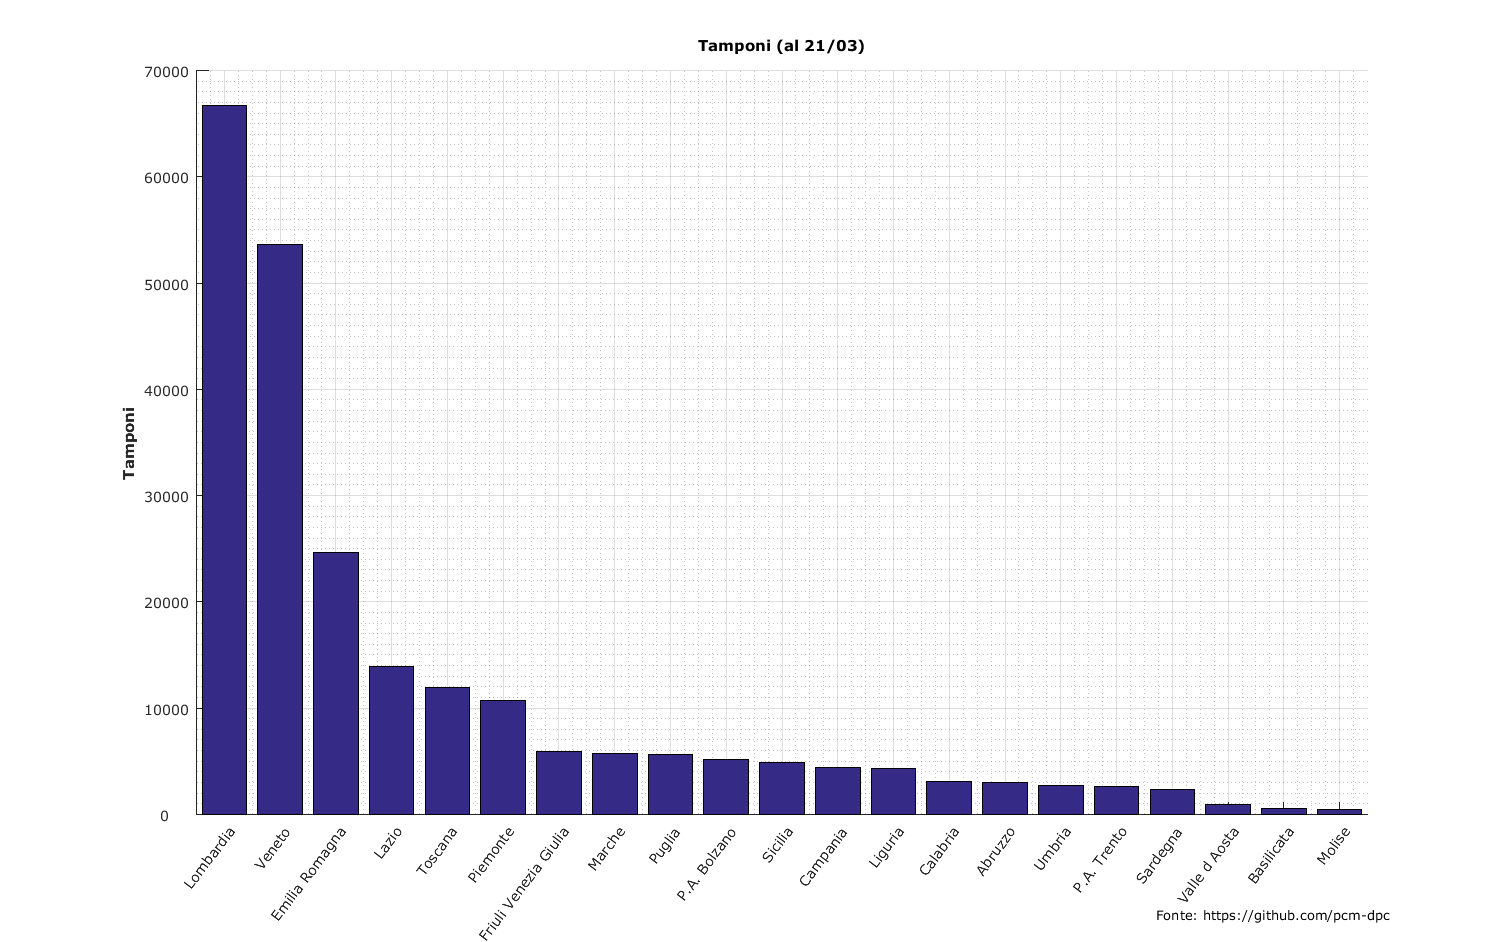 Tamponi (al 21/03)
70000
60000
50000
40000
30000
20000
10000
0
Tamponi
Lombardia
Veneto
Emilia Romagna
Lazio
Toscana
Piemonte
Friuli Venezia Giulia
Marche
Puglia
P.A. Bolzano
Sicilia
Campania
Liguria
Calabria
Abruzzo
Umbria
P.A. Trento
Sardegna
Valle d Aosta
Basilicata
Molise
Fonte: https://github.com/pcm-dpc